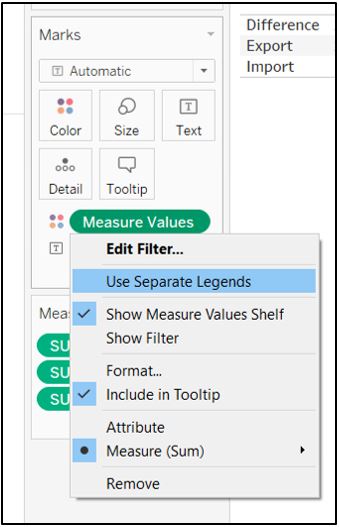 Marks
Difference
Export
Import
Automatic
Color
Size
Text
Detail
Tooltip
Measure Values
Edit Filter...
Use Separate Legends
Show Measure Values Shelf
Show Filter
Format...
Include in Tooltip
Attribute
Measure (Sum)
Remove
Mea
SU
SU
SU